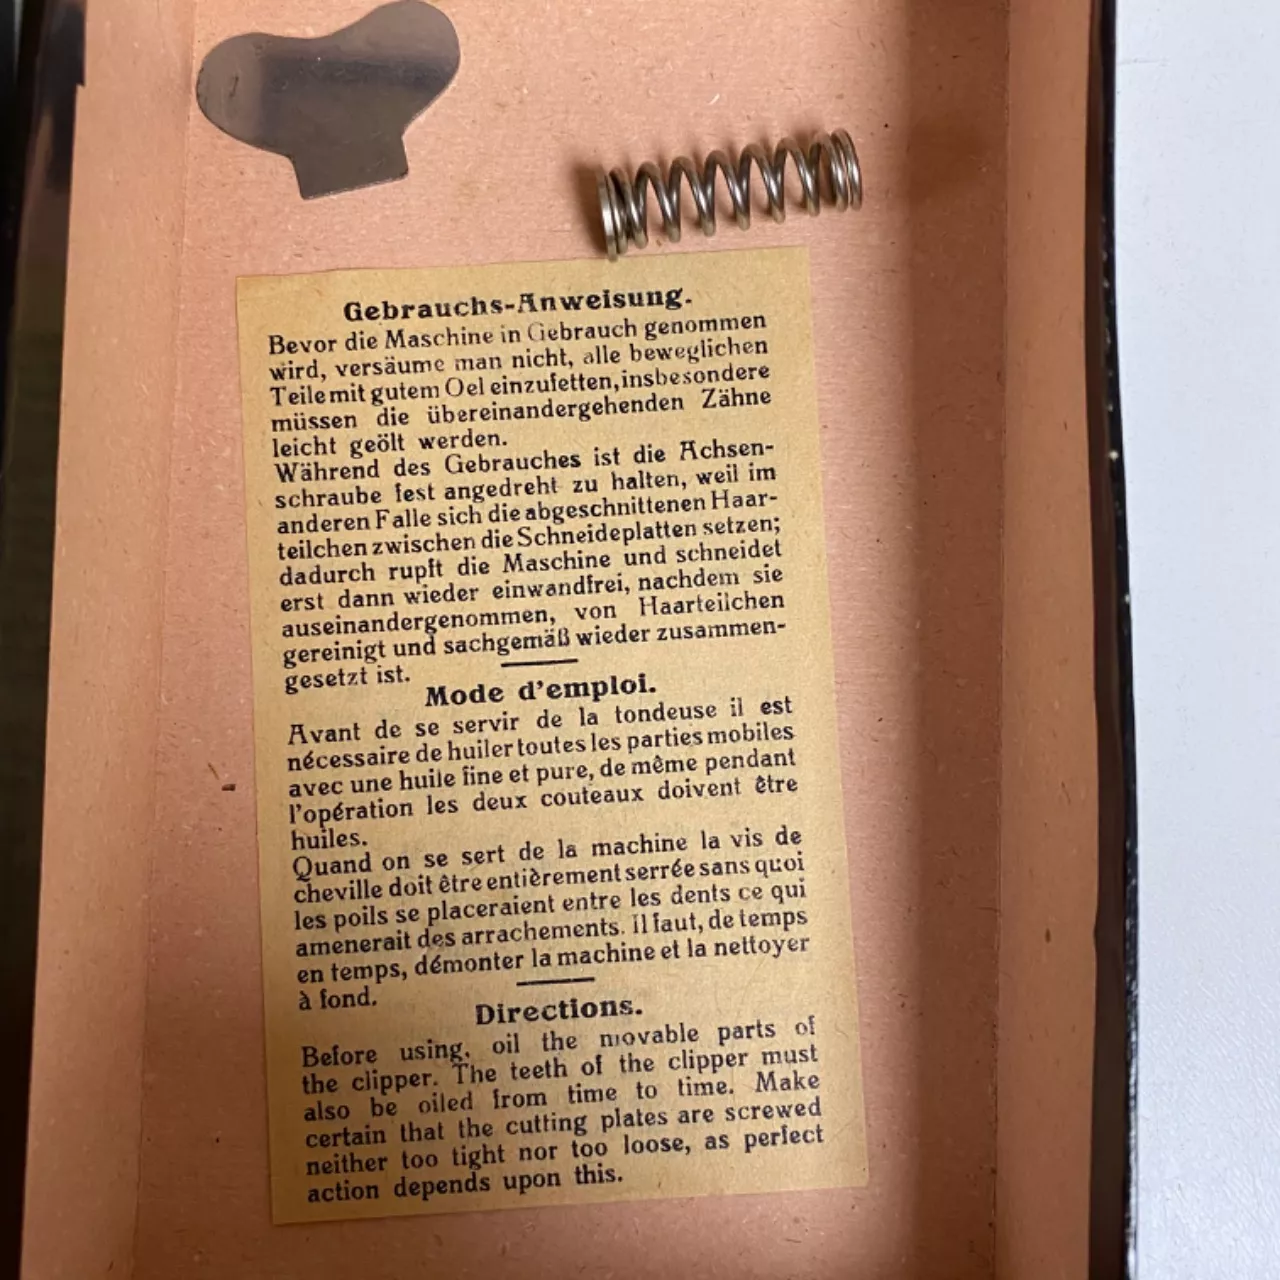 Gebrauchs-Anweisung.
Bevor die Maschine in Gebrauch genommen
wird, versäume man nicht, alle beweglichen
Teile mit gutem Oel einzufetten, insbesondere
müssen die übereinandergehenden Zähne
leicht geölt werden.
Während des Gebrauches ist die Achsen-
schraube fest angedreht zu halten, weil im
anderen Falle sich die abgeschnittenen Haar-
teilchen zwischen die Schneideplatten setzen;
dadurch rupft die Maschine und schneidet
erst dann wieder einwandfrei, nachdem sie
auseinandergenommen, von Haarteilchen
gereinigt und sachgemäß wieder zusammen-
gesetzt ist.
Mode d'emploi.
Avant de se servir de la tondeuse il est
nécessaire de huiler toutes les parties mobiles
avec une huile fine et pure, de même pendant
l'opération les deux couteaux doivent être
huiles.
Quand on se sert de la machine la vis de
cheville doit être entièrement serrée sans quoi
les poils se placeraient entre les dents ce qui
amenerait des arrachements. Il faut, de temps
en temps, démonter la machine et la nettoyer
à fond.
Directions.
Before using, oil the movable parts of
the clipper. The teeth of the clipper must
also be oiled from time to time. Make
certain that the cutting plates are screwed
neither too tight nor too loose, as perfect
action depends upon this.